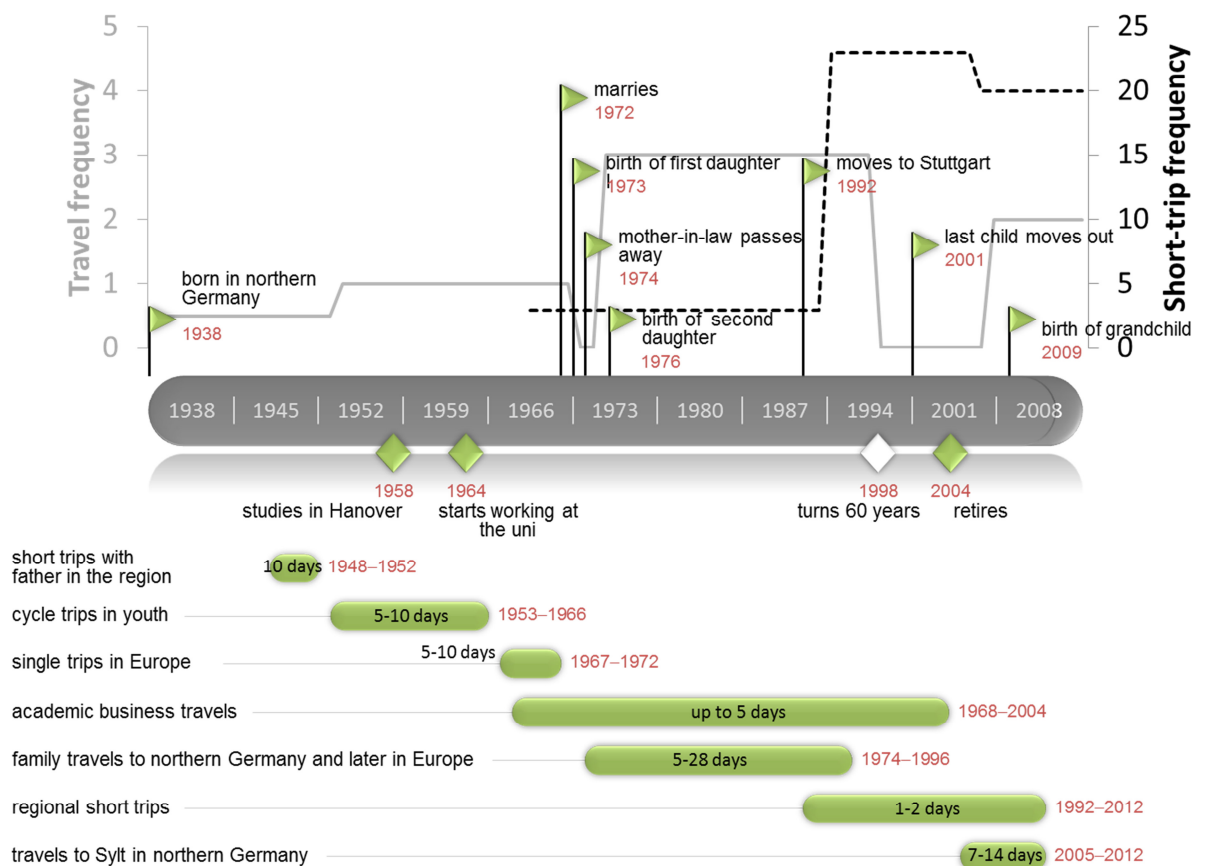 5
4
3
2
1
0
Travel frequency
25
20
15
10
5
0
Short-trip frequency
marries
1972
birth of first daughter
1973
moves to Stuttgart
1992
mother-in-law passes
away
1974
last child moves out
2001
born in northern
Germany
1938
birth of second
daughter
1976
birth of grandchild
2009
1938 1945 1952 1959 1966 1973 1980 1987 1994 2001 2008
1958 1964 1998 2004
studies in Hanover starts working at turns 60 years retires
the uni
short trips with
father in the region
10 days 1948–1952
cycle trips in youth 5-10 days 1953–1966
single trips in Europe 5-10 days 1967–1972
academic business travels up to 5 days 1968–2004
family travels to northern Germany and later in Europe 5-28 days 1974–1996
regional short trips 1-2 days 1992–2012
travels to Sylt in northern Germany 7-14 days 2005–2012